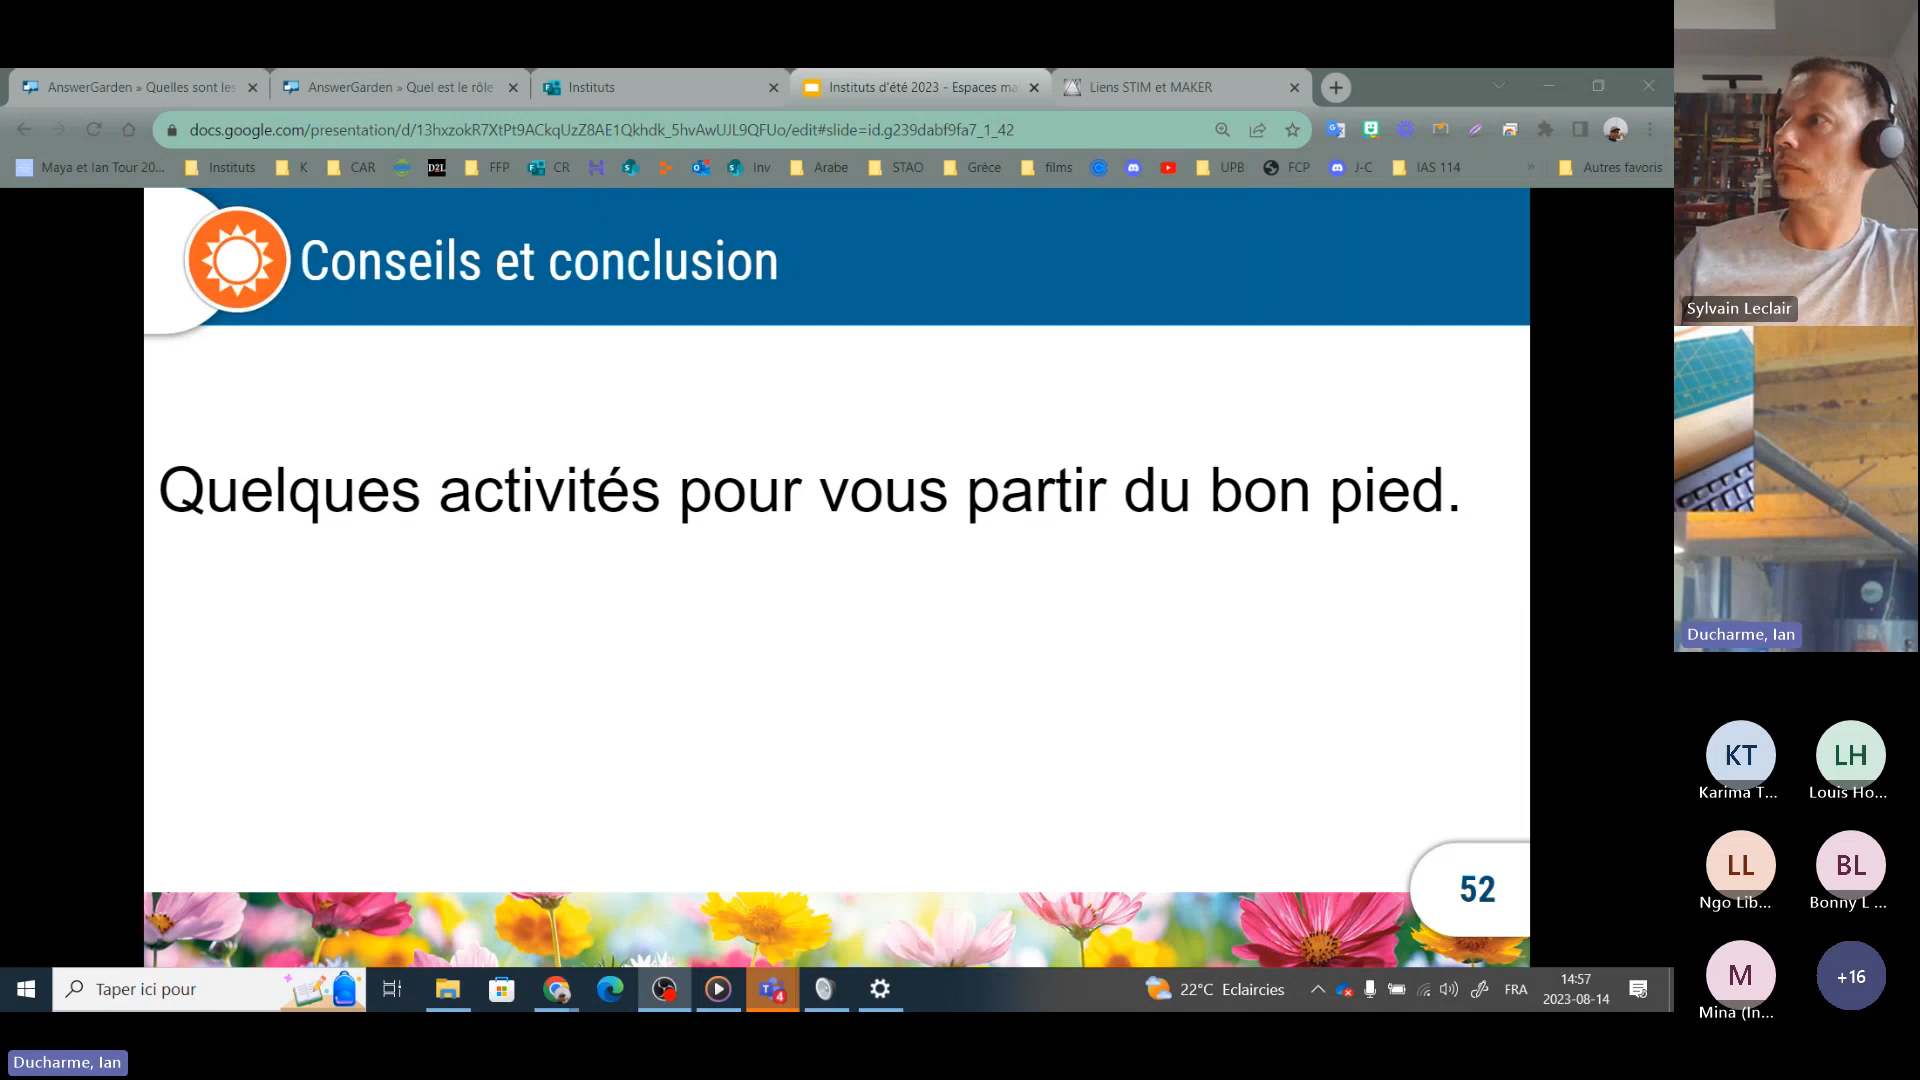 AnswerGarden » Quelles sont les
AnswerGarden » Quel est le rôle
Instituts
Instituts d'été 2023 - Espaces ma
Liens STIM et MAKER
docs.google.com/presentation/d/13hxzokR7XtPt9ACkqUzZ8AE1Qkhdk_5hvAwUJL9QFUo/edit#slide=id.g239dabf9fa7_1_42
Maya et Ian Tour 20...
Instituts
K
CAR
D2L
FFP
CR
Inv
Arabe
STAO
Grèce
films
UPB
FCP
J-C
IAS 114
»
Autres favoris
Conseils et conclusion
Quelques activités pour vous partir du bon pied.
52
Sylvain Leclair
Ducharme, Ian
KT
Karima T...
LH
Louis Ho...
LL
Ngo Lib...
BL
Bonny L ...
M
Mina (In...
+16
Taper ici pour
4
22°C Eclaircies
FRA
14:57
2023-08-14
Ducharme, Ian